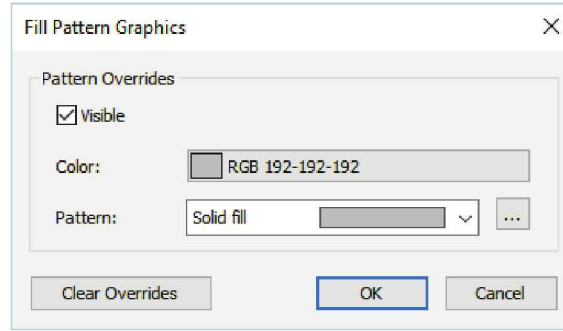 Fill Pattern Graphics
Pattern Overrides
Visible
Color: RGB 192-192-192
Pattern: Solid fill ...
Clear Overrides OK Cancel